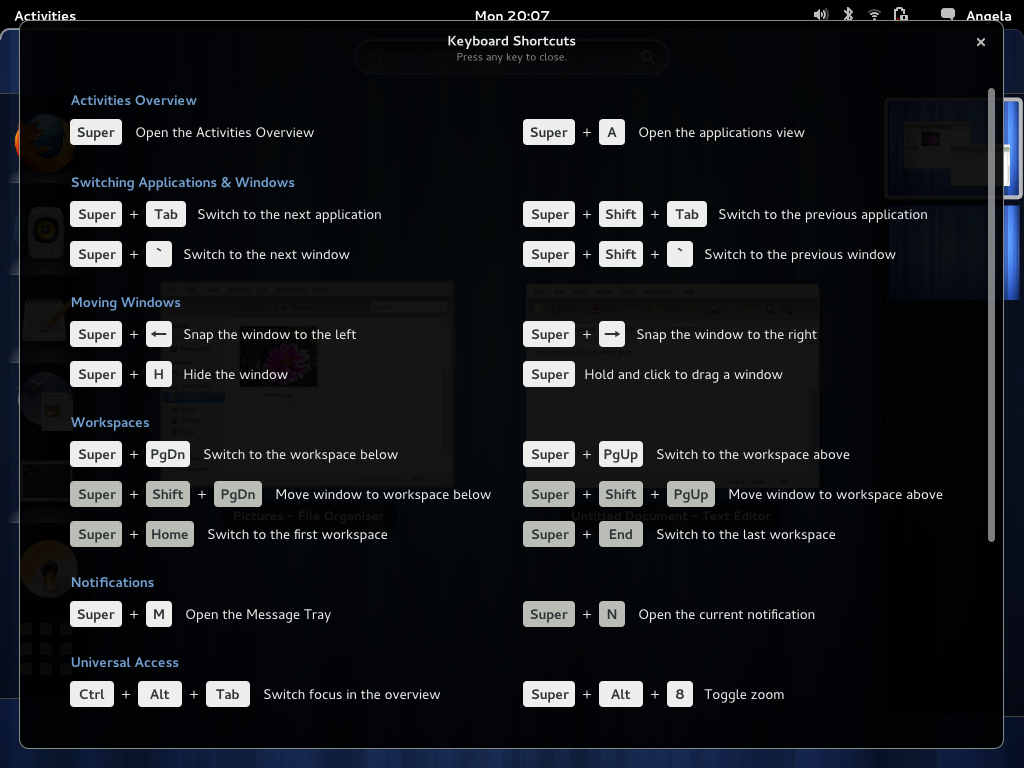 Activities Mon 20:07 Angela
Keyboard Shortcuts
Press any key to close.
Activities Overview
Super Open the Activities Overview
Super + A Open the applications view
Switching Applications & Windows
Super + Tab Switch to the next application
Super + Shift + Tab Switch to the previous application
Super + ` Switch to the next window
Super + Shift + ` Switch to the previous window
Moving Windows
Super + ← Snap the window to the left
Super + → Snap the window to the right
Super + H Hide the window
Super Hold and click to drag a window
Workspaces
Super + PgDn Switch to the workspace below
Super + PgUp Switch to the workspace above
Super + Shift + PgDn Move window to workspace below
Super + Shift + PgUp Move window to workspace above
Pictures – File Organiser
Untitled Document – Text Editor
Super + Home Switch to the first workspace
Super + End Switch to the last workspace
Notifications
Super + M Open the Message Tray
Super + N Open the current notification
Universal Access
Ctrl + Alt + Tab Switch focus in the overview
Super + Alt + 8 Toggle zoom